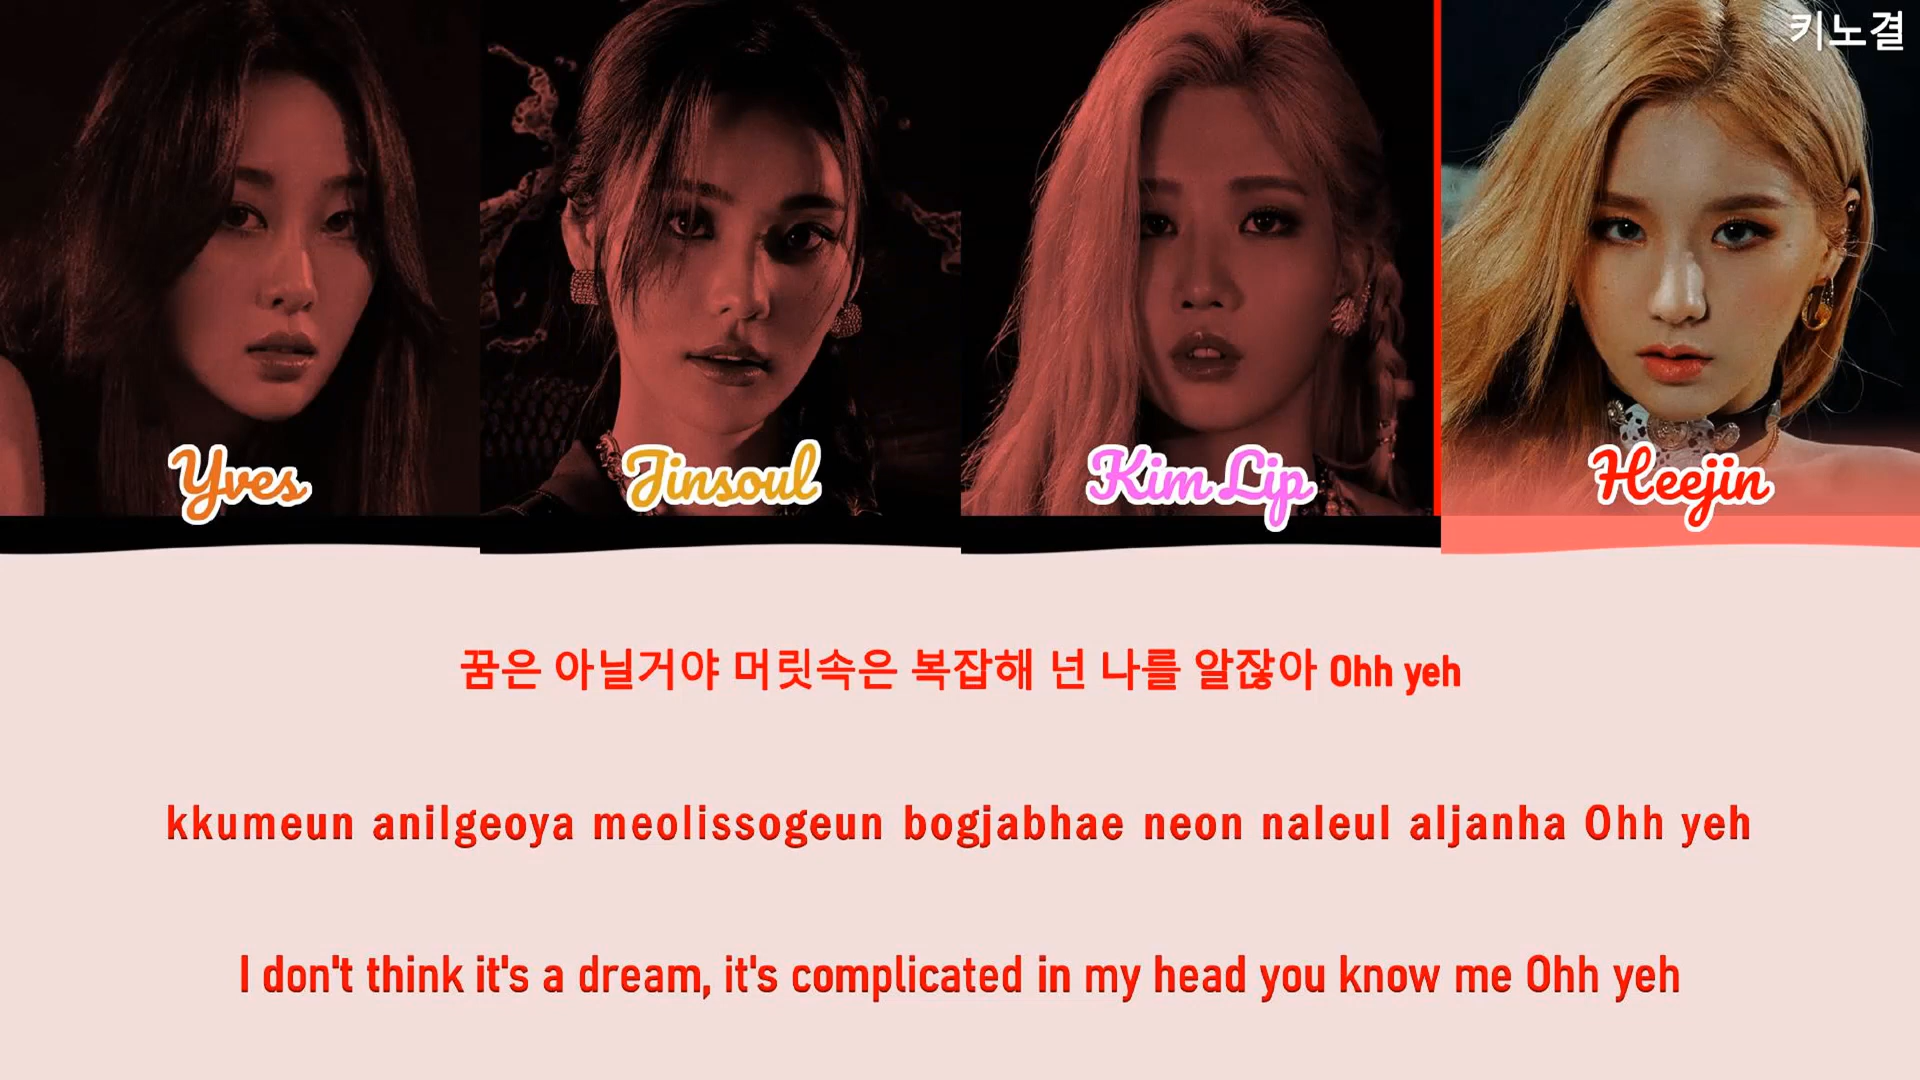 키노결
Yves
Jinsoul
Kim Lip
Heejin
꿈은 아닐거야 머릿속은 복잡해 넌 나를 알잖아 Ohh yeh
kkumeun anilgeoya meolissogeun bogjabhae neon naleul aljanha Ohh yeh
I don't think it's a dream, it's complicated in my head you know me Ohh yeh